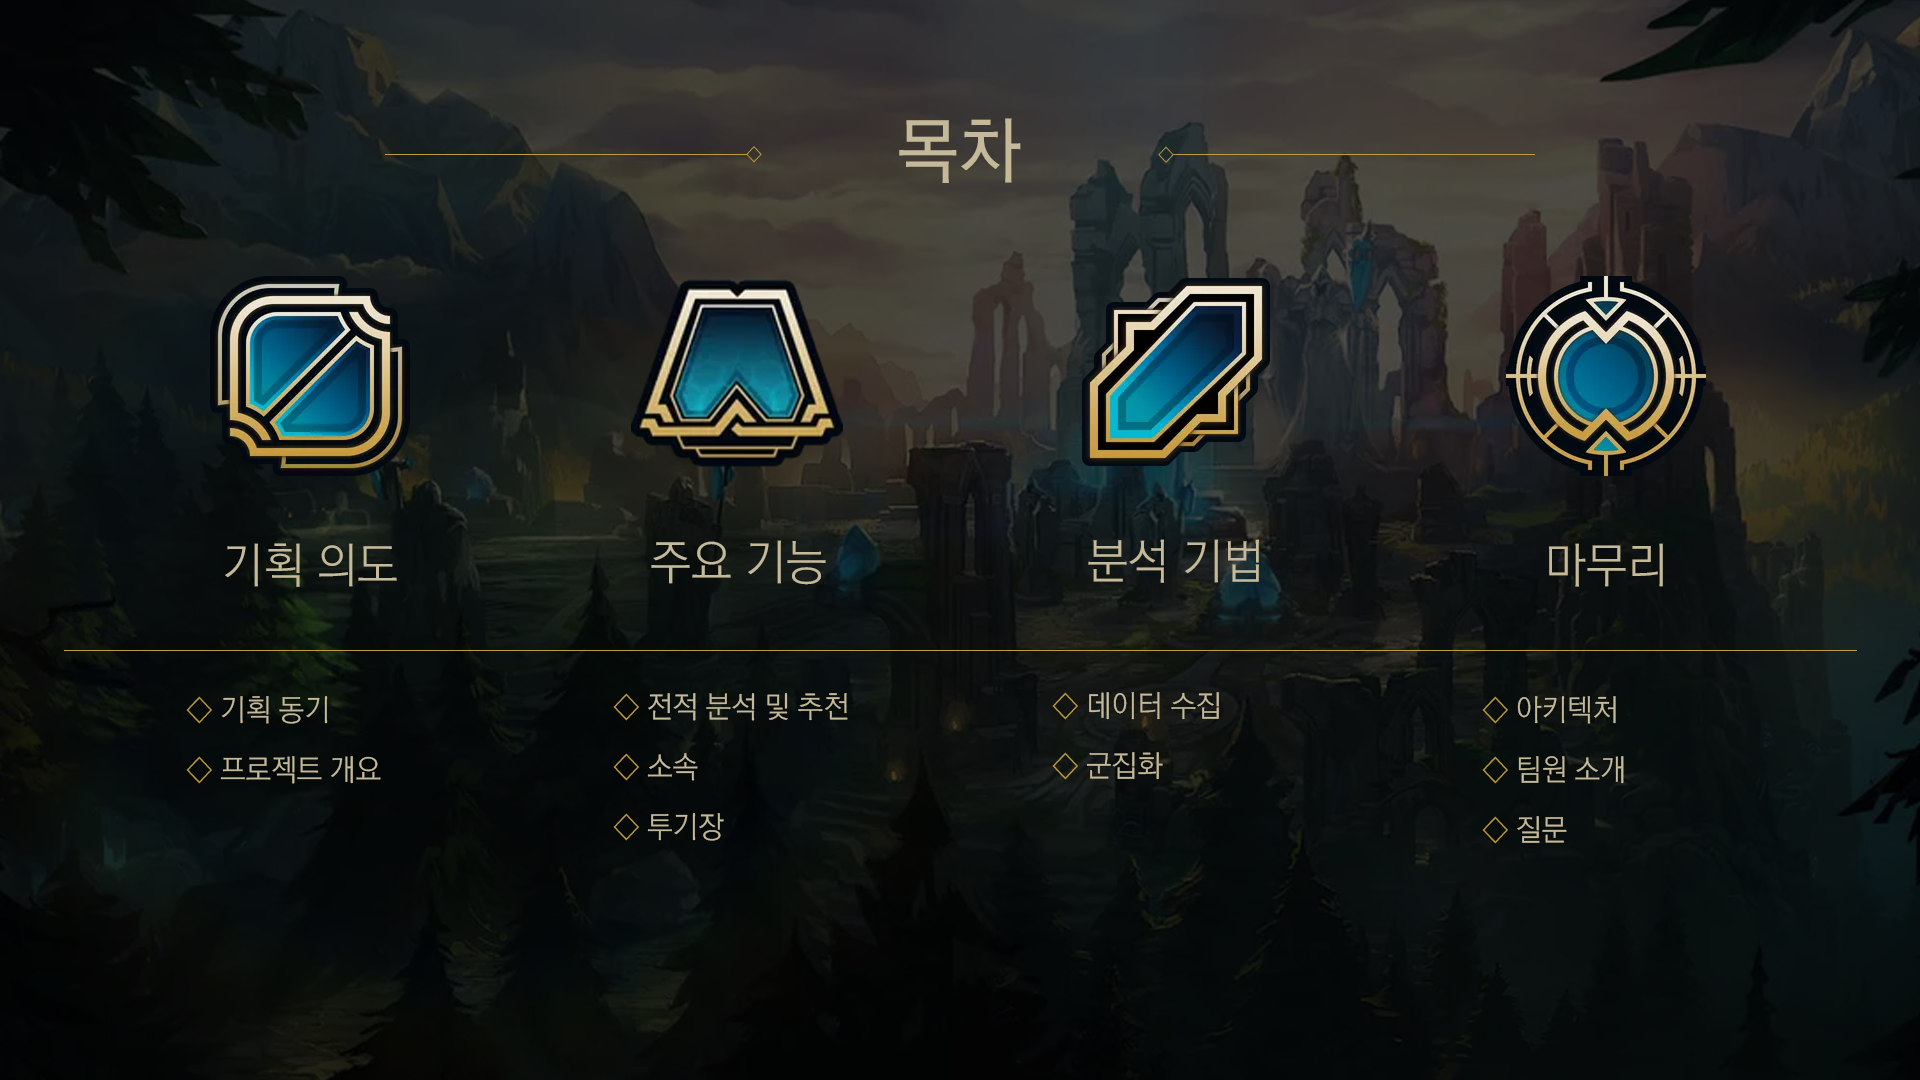 목차
기획 의도
기획 동기
프로젝트 개요
주요 기능
전적 분석 및 추천
소속
투기장
분석 기법
데이터 수집
군집화
마무리
아키텍처
팀원 소개
질문